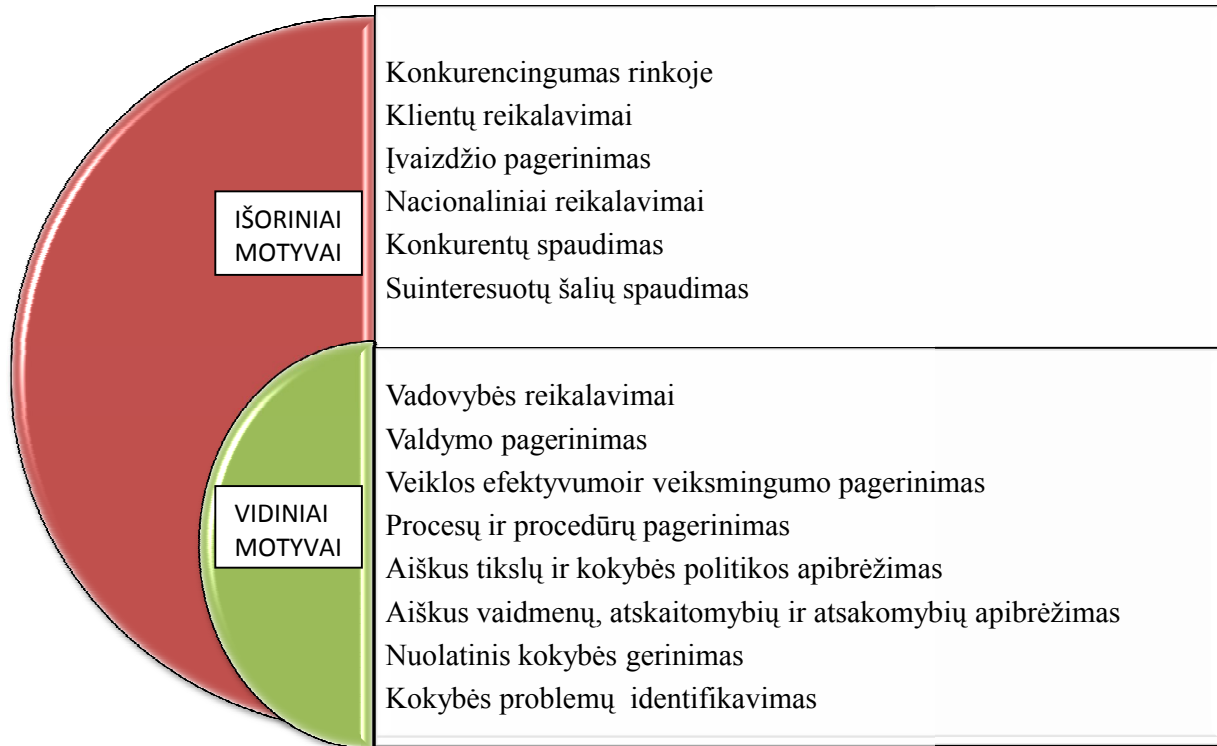 IŠORINIAI
MOTYVAI
Konkurencingumas rinkoje
Klientų reikalavimai
Įvaizdžio pagerinimas
Nacionaliniai reikalavimai
Konkurentų spaudimas
Suinteresuotų šalių spaudimas
VIDINIAI
MOTYVAI
Vadovybės reikalavimai
Valdymo pagerinimas
Veiklos efektyvumoir veiksmingumo pagerinimas
Procesų ir procedūrų pagerinimas
Aiškus tikslų ir kokybės politikos apibrėžimas
Aiškus vaidmenų, atskaitomybių ir atsakomybių apibrėžimas
Nuolatinis kokybės gerinimas
Kokybės problemų  identifikavimas